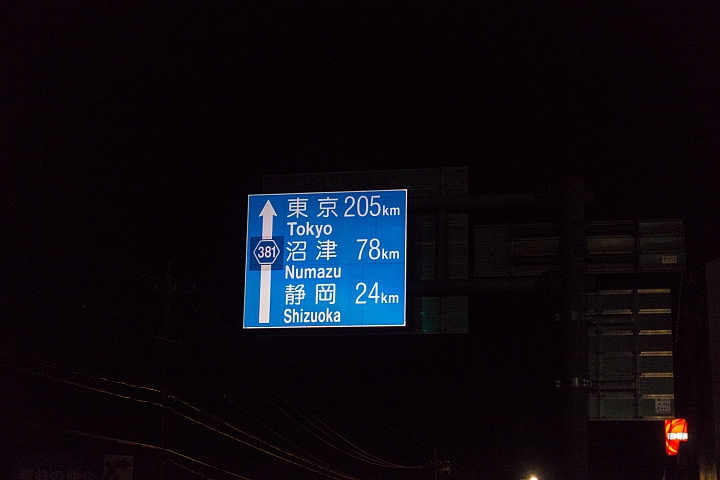 東京 205km
Tokyo
381
沼津 78km
Numazu
静岡 24km
Shizuoka